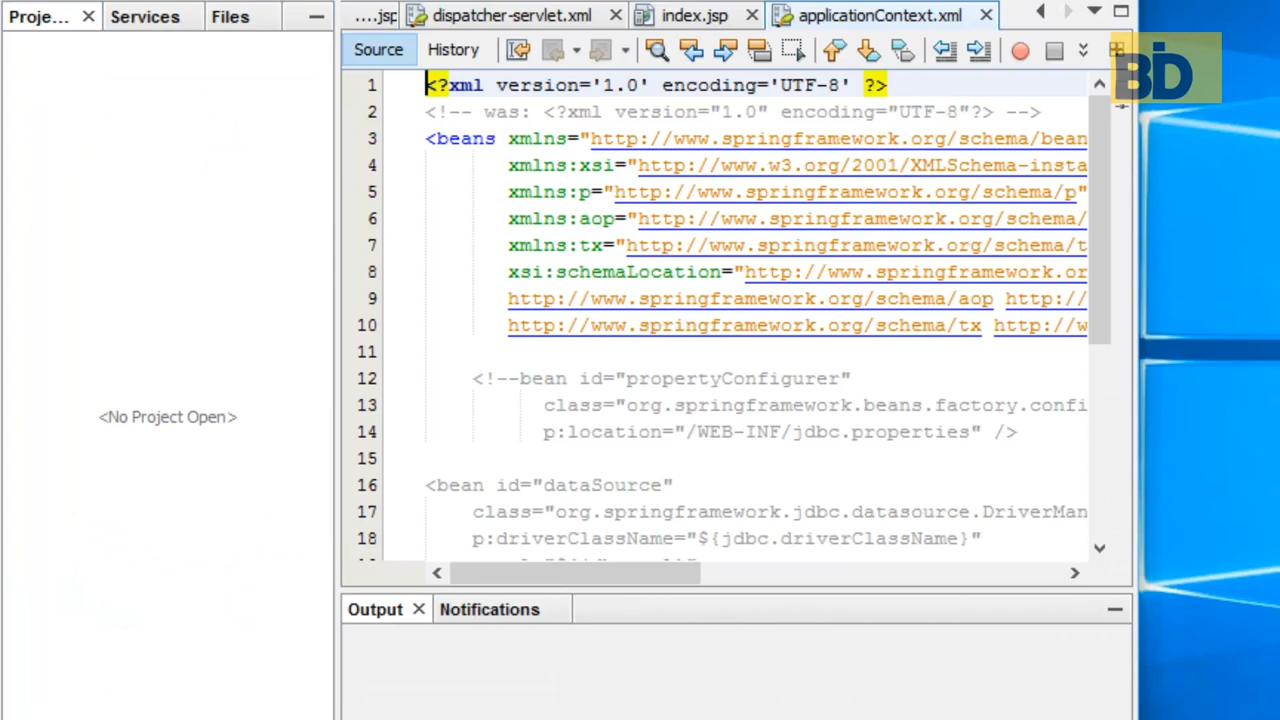 Proje... Services Files
....jsp dispatcher-servlet.xml index.jsp applicationContext.xml
Source History
BID
1 <?xml version='1.0' encoding='UTF-8' ?>
2 <!-- was: <?xml version="1.0" encoding="UTF-8"?> -->
3 <beans xmlns="http://www.springframework.org/schema/bean
4 xmlns:xsi="http://www.w3.org/2001/XMLSchema-insta
5 xmlns:p="http://www.springframework.org/schema/p"
6 xmlns:aop="http://www.springframework.org/schema/
7 xmlns:tx="http://www.springframework.org/schema/t
8 xsi:schemaLocation="http://www.springframework.or
9 http://www.springframework.org/schema/aop http://
10 http://www.springframework.org/schema/tx http://w
11
12 <!--bean id="propertyConfigurer"
13 class="org.springframework.beans.factory.confi
14 p:location="/WEB-INF/jdbc.properties" />
15
16 <bean id="dataSource"
17 class="org.springframework.jdbc.datasource.DriverMan
18 p:driverClassName="${jdbc.driverClassName}"
<No Project Open>
Output Notifications